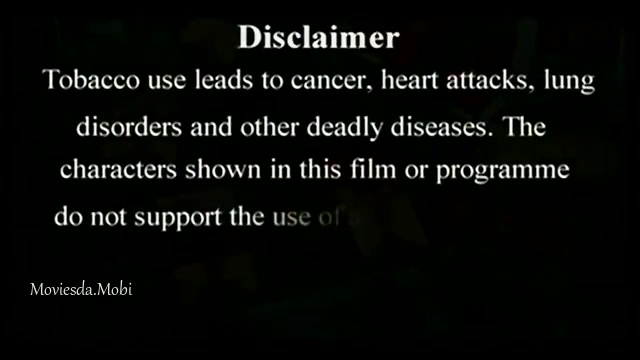 Disclaimer
Tobacco use leads to cancer, heart attacks, lung
disorders and other deadly diseases. The
characters shown in this film or programme
do not support the use of
Moviesda.Mobi